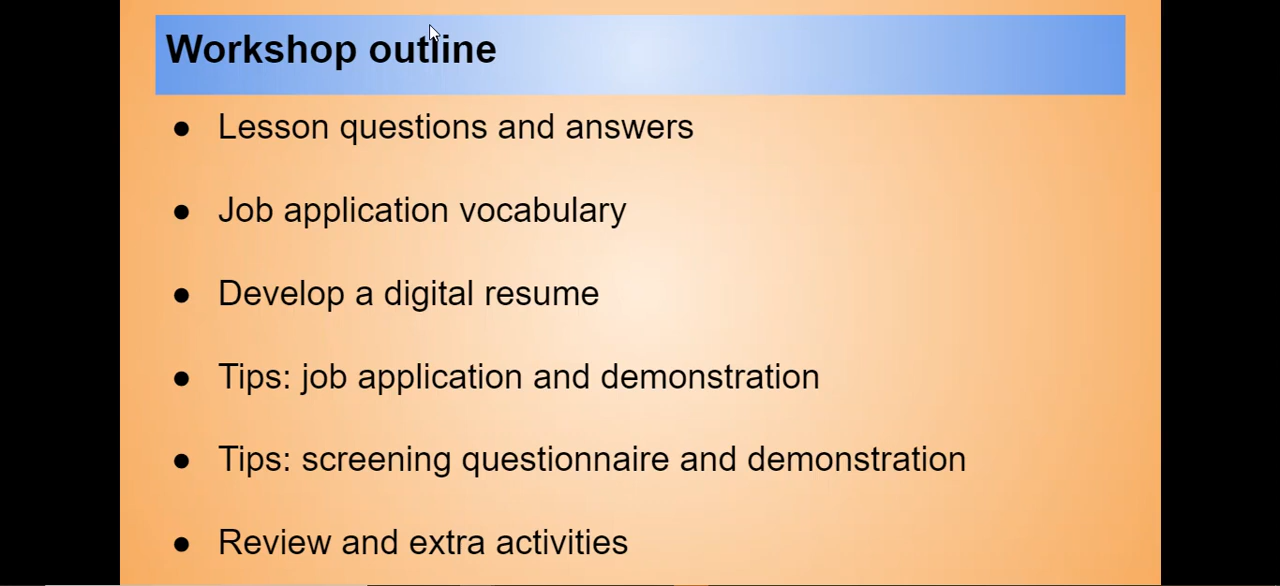 Workshop outline
● Lesson questions and answers
● Job application vocabulary
● Develop a digital resume
● Tips: job application and demonstration
● Tips: screening questionnaire and demonstration
● Review and extra activities